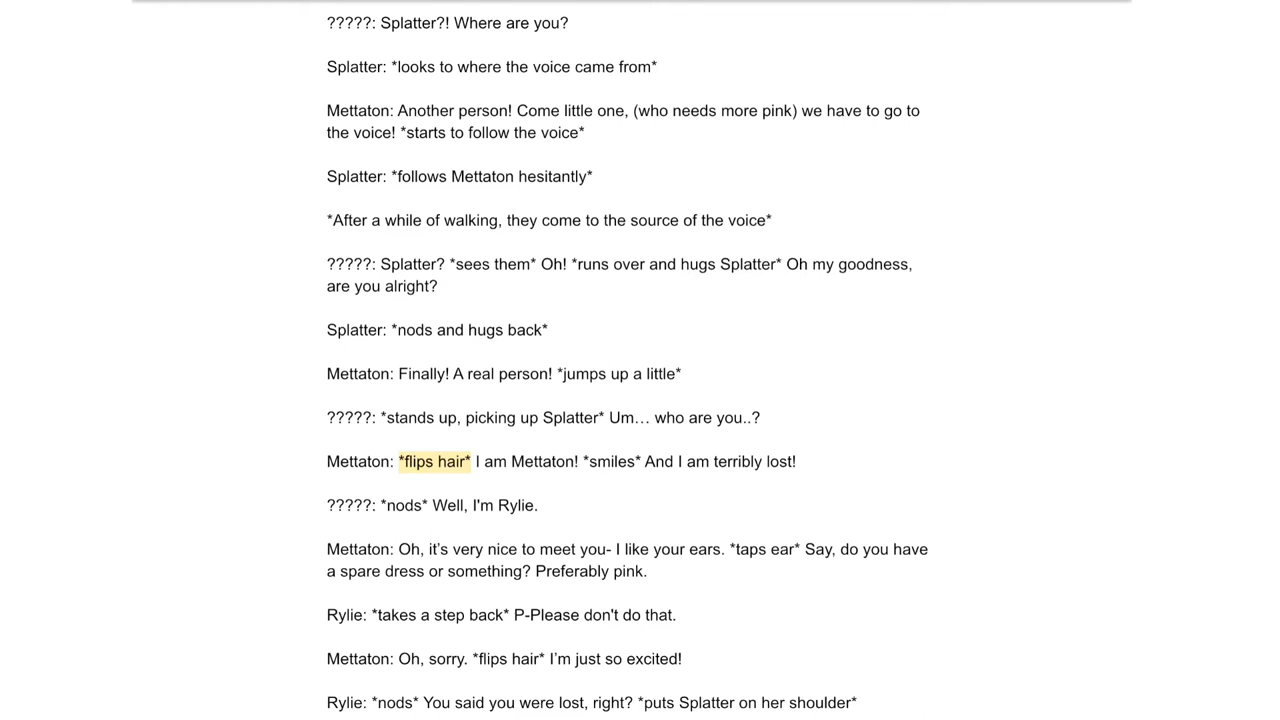 ?????: Splatter?! Where are you?
Splatter: *looks to where the voice came from*
Mettaton: Another person! Come little one, (who needs more pink) we have to go to
the voice! *starts to follow the voice*
Splatter: *follows Mettaton hesitantly*
*After a while of walking, they come to the source of the voice*
?????: Splatter? *sees them* Oh! *runs over and hugs Splatter* Oh my goodness,
are you alright?
Splatter: *nods and hugs back*
Mettaton: Finally! A real person! *jumps up a little*
?????: *stands up, picking up Splatter* Um… who are you..?
Mettaton: *flips hair* I am Mettaton! *smiles* And I am terribly lost!
?????: *nods* Well, I'm Rylie.
Mettaton: Oh, it’s very nice to meet you- I like your ears. *taps ear* Say, do you have
a spare dress or something? Preferably pink.
Rylie: *takes a step back* P-Please don't do that.
Mettaton: Oh, sorry. *flips hair* I’m just so excited!
Rylie: *nods* You said you were lost, right? *puts Splatter on her shoulder*